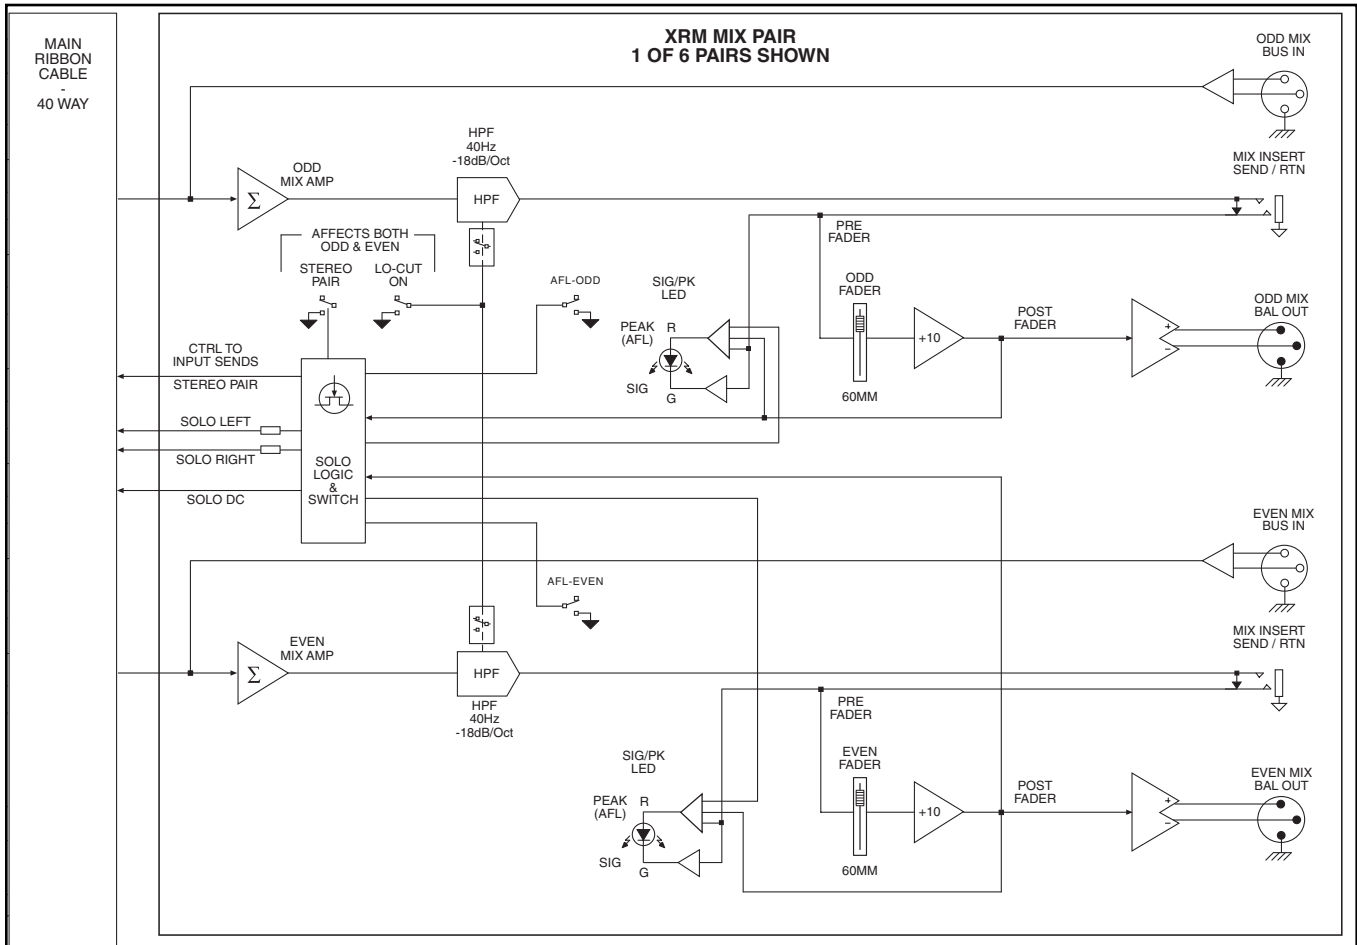 MAIN
RIBBON
CABLE
-
40 WAY
XRM MIX PAIR
1 OF 6 PAIRS SHOWN
ODD MIX
BUS IN
HPF
40Hz
-18dB/Oct
MIX INSERT
SEND / RTN
ODD
MIX AMP
Σ
HPF
AFFECTS BOTH
ODD & EVEN
STEREO
PAIR
LO-CUT
ON
PRE
FADER
AFL-ODD
SIG/PK
LED
ODD
FADER
PEAK
(AFL)
R
SIG
G
60MM
+10
POST
FADER
+
−
ODD MIX
BAL OUT
CTRL TO
INPUT SENDS
STEREO PAIR
SOLO LEFT
SOLO RIGHT
SOLO DC
SOLO
LOGIC
&
SWITCH
EVEN MIX
BUS IN
AFL-EVEN
MIX INSERT
SEND / RTN
EVEN
MIX AMP
Σ
HPF
HPF
40Hz
-18dB/Oct
PRE
FADER
SIG/PK
LED
EVEN
FADER
PEAK
(AFL)
R
SIG
G
60MM
+10
POST
FADER
+
−
EVEN MIX
BAL OUT